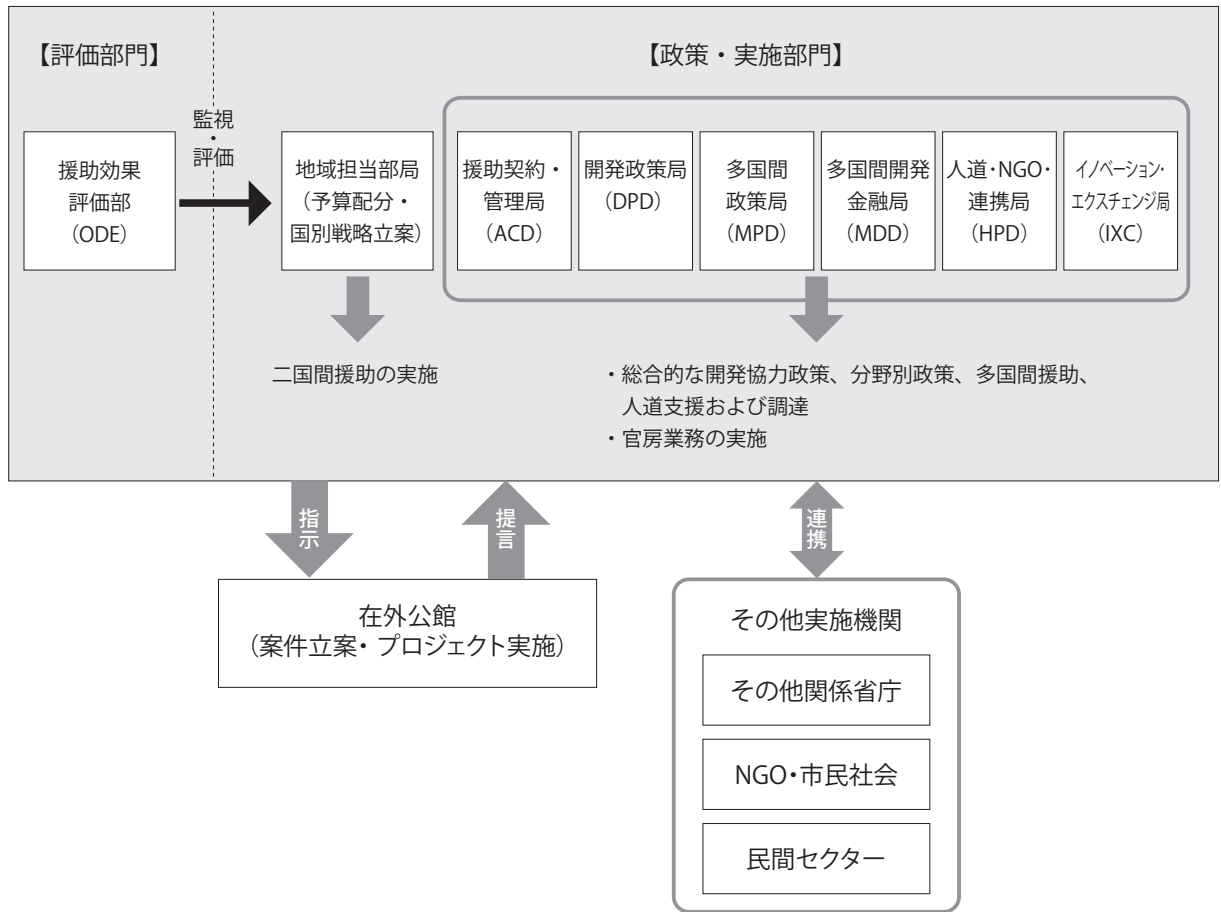 【評価部門】
【政策・実施部門】
監視
・
評価
援助効果
評価部
（ODE）
地域担当部局
（予算配分・
国別戦略立案）
援助契約・
管理局
（ACD）
開発政策局
（DPD）
多国間
政策局
（MPD）
多国間開発
金融局
（MDD）
人道・NGO・
連携局
（HPD）
イノベーション・
エクスチェンジ局
（IXC）
二国間援助の実施
・総合的な開発協力政策、分野別政策、多国間援助、
人道支援および調達
・官房業務の実施
指示
提言
連携
在外公館
（案件立案・プロジェクト実施）
その他実施機関
その他関係省庁
NGO・市民社会
民間セクター